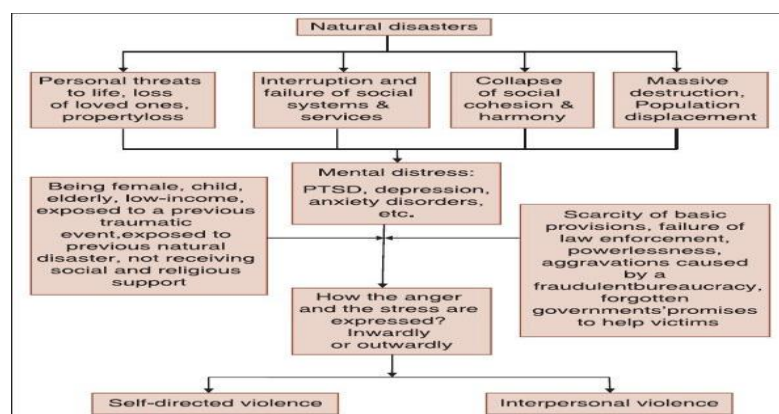 Natural disasters
Personal threats
to life, loss
of loved ones,
propertyloss
Interruption and
failure of social
systems &
services
Collapse
of social
cohesion &
harmony
Massive
destruction,
Population
displacement
Mental distress:
PTSD, depression,
anxiety disorders,
etc.
Being female, child,
elderly, low-income,
exposed to a previous
traumatic
event,exposed to
previous natural
disaster, not receiving
social and religious
support
Scarcity of basic
provisions, failure of
law enforcement,
powerlessness,
aggravations caused
by a
fraudulentbureaucracy,
forgotten
governments'promises
to help victims
How the anger
and the stress are
expressed?
Inwardly
or outwardly
Self-directed violence
Interpersonal violence